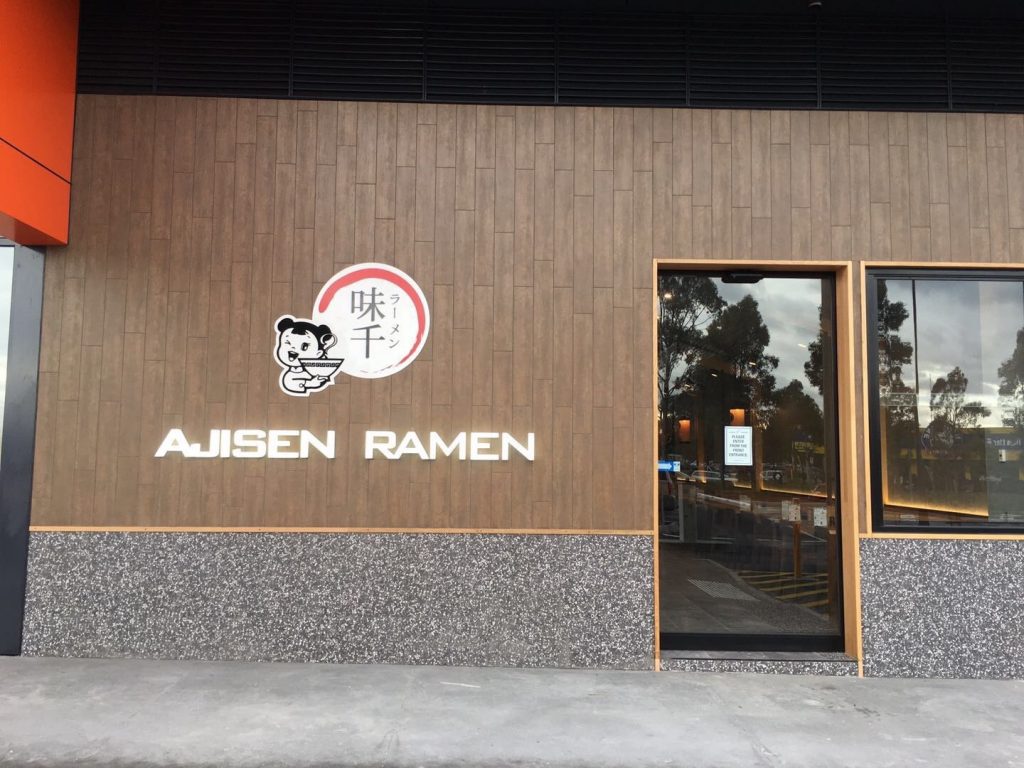 味千
ラーメン
AJISEN RAMEN
PLEASE
ENTER
FROM THE
FRONT
ENTRANCE